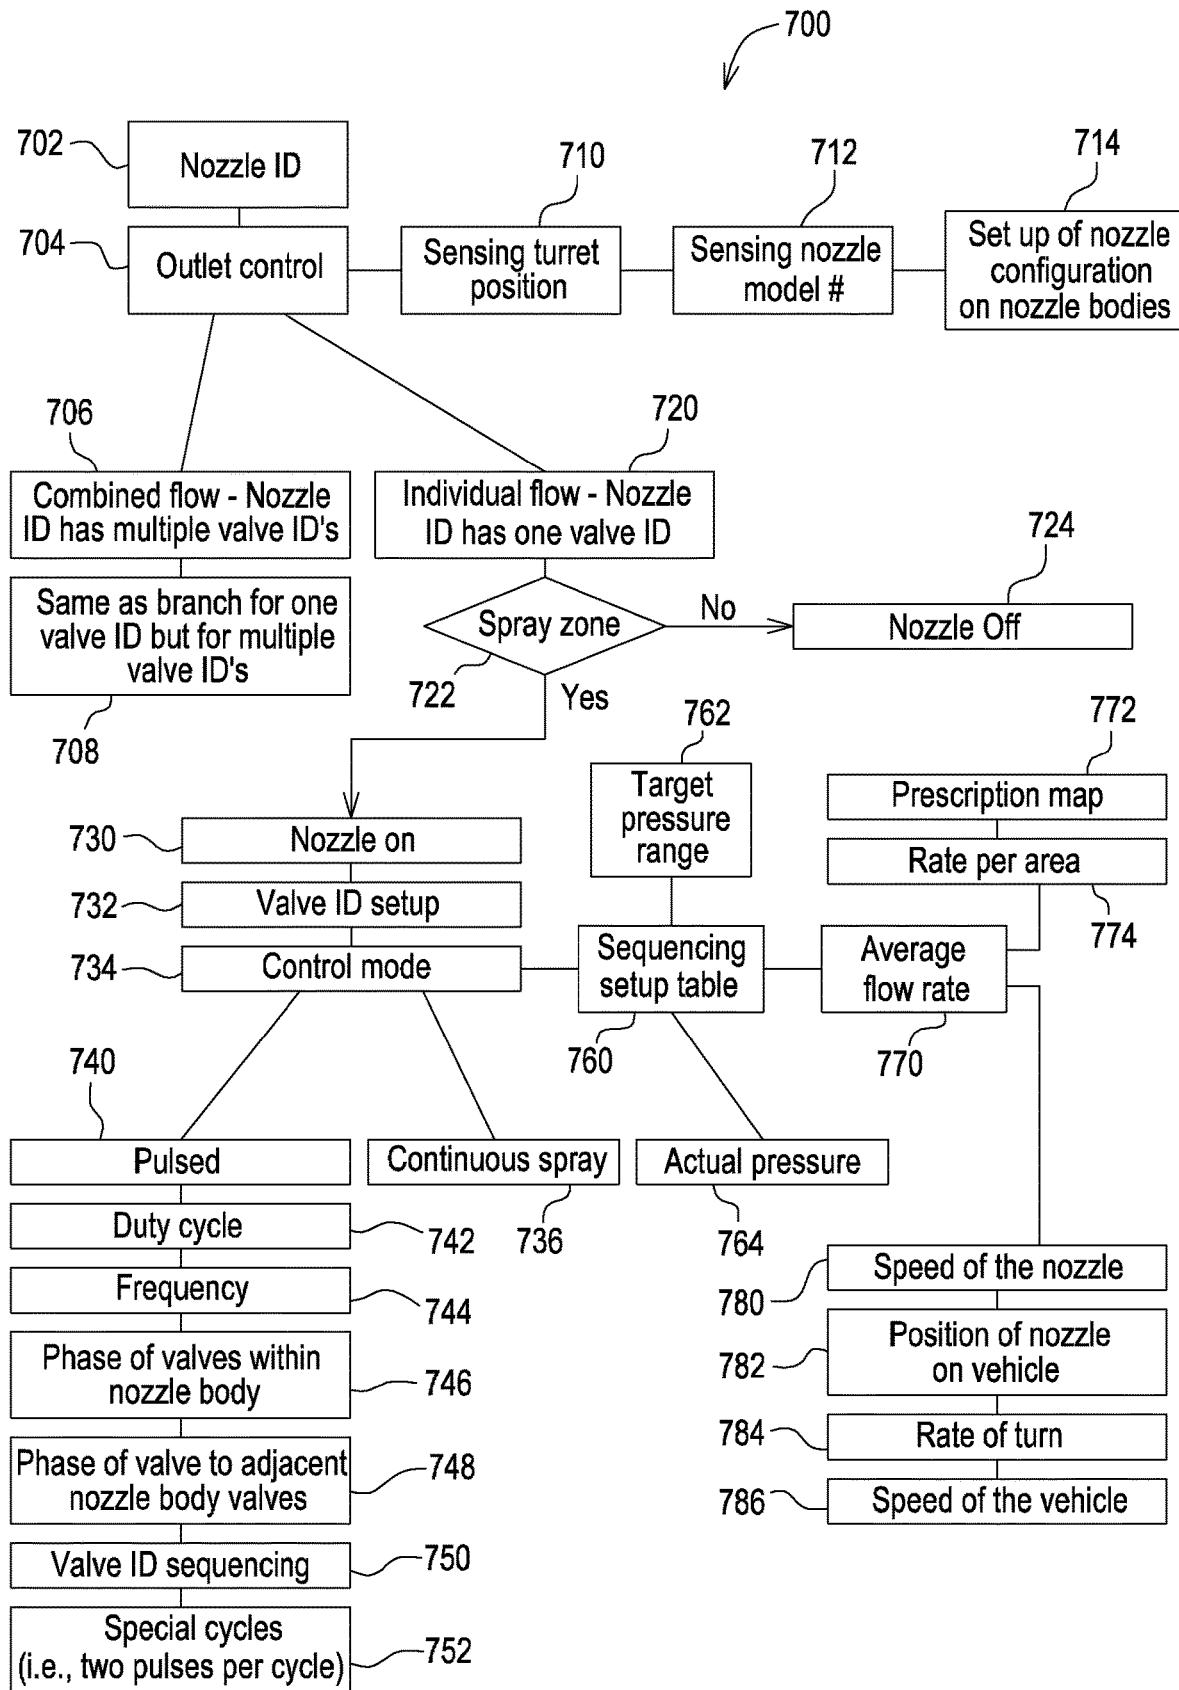 700
702
Nozzle ID
704
Outlet control
710
Sensing turret
position
712
Sensing nozzle
model #
714
Set up of nozzle
configuration
on nozzle bodies
706
Combined flow - Nozzle
ID has multiple valve ID's
Same as branch for one
valve ID but for multiple
valve ID's
708
720
Individual flow - Nozzle
ID has one valve ID
Spray zone
722
No
724
Nozzle Off
Yes
730
Nozzle on
732
Valve ID setup
734
Control mode
762
Target
pressure
range
Sequencing
setup table
760
772
Prescription map
Rate per area
774
Average
flow rate
770
740
Pulsed
Continuous spray
736
Actual pressure
764
Duty cycle
742
Frequency
744
Phase of valves within
nozzle body
746
Phase of valve to adjacent
nozzle body valves
748
Valve ID sequencing
750
Special cycles
(i.e., two pulses per cycle)
752
Speed of the nozzle
780
Position of nozzle
on vehicle
782
784
Rate of turn
786
Speed of the vehicle